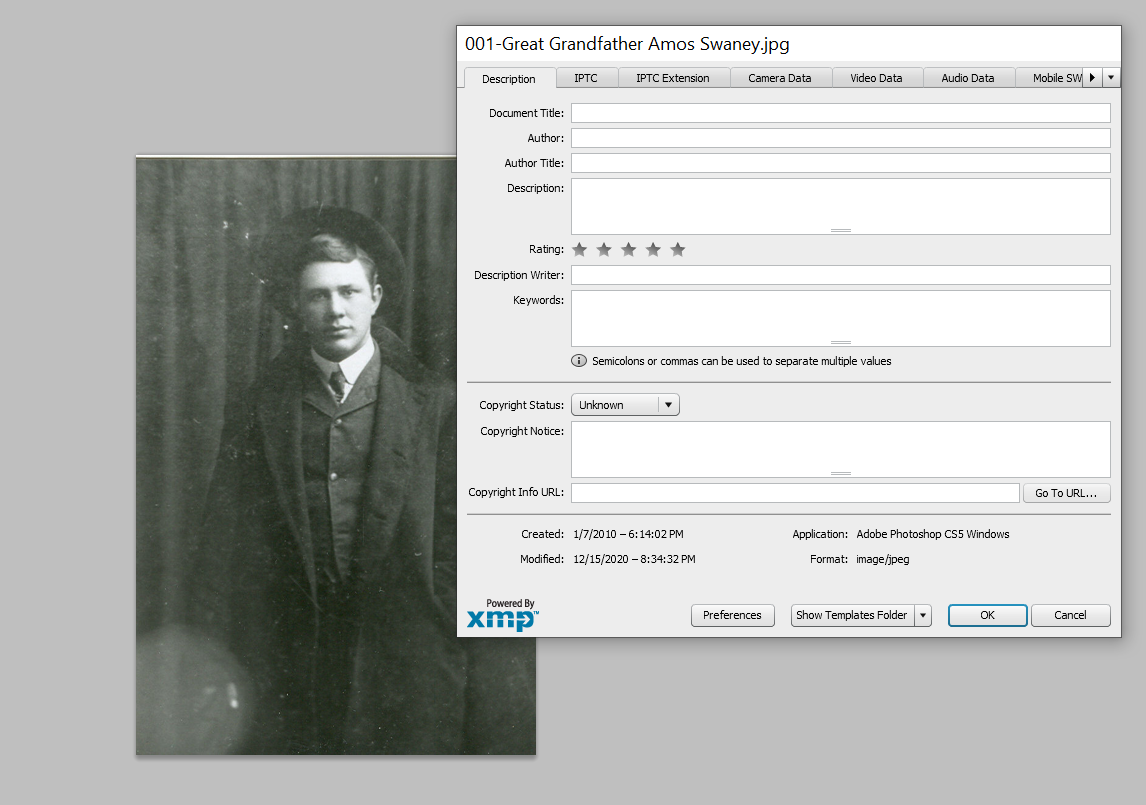 001-Great Grandfather Amos Swaney.jpg
Description IPTC IPTC Extension Camera Data Video Data Audio Data Mobile SW
Document Title:
Author:
Author Title:
Description:
Rating:
Description Writer:
Keywords:
Semicolons or commas can be used to separate multiple values
Copyright Status: Unknown
Copyright Notice:
Copyright Info URL: Go To URL...
Created: 1/7/2010 – 6:14:02 PM Application: Adobe Photoshop CS5 Windows
Modified: 12/15/2020 – 8:34:32 PM Format: image/jpeg
Powered By
xmp™ Preferences Show Templates Folder OK Cancel